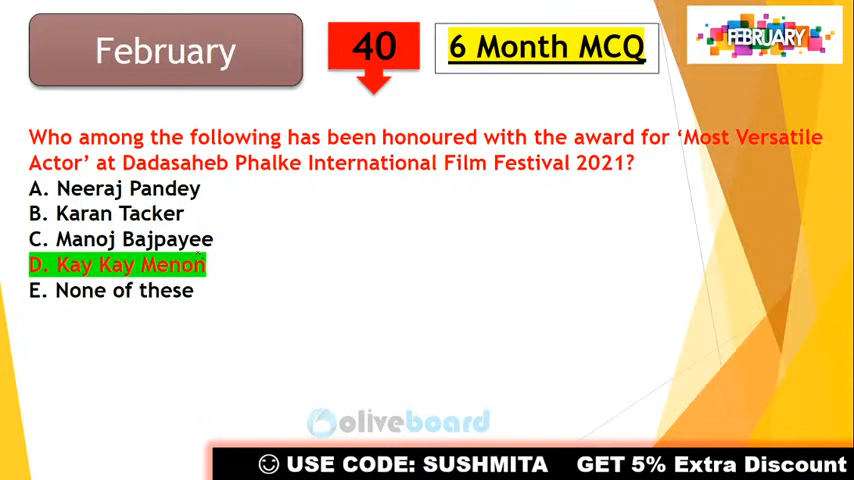 February
40
6 Month MCQ
FEBRUARY
Who among the following has been honoured with the award for ‘Most Versatile
Actor’ at Dadasaheb Phalke International Film Festival 2021?
A. Neeraj Pandey
B. Karan Tacker
C. Manoj Bajpayee
D. Kay Kay Menon
E. None of these
oliveboard
USE CODE: SUSHMITA GET 5% Extra Discount